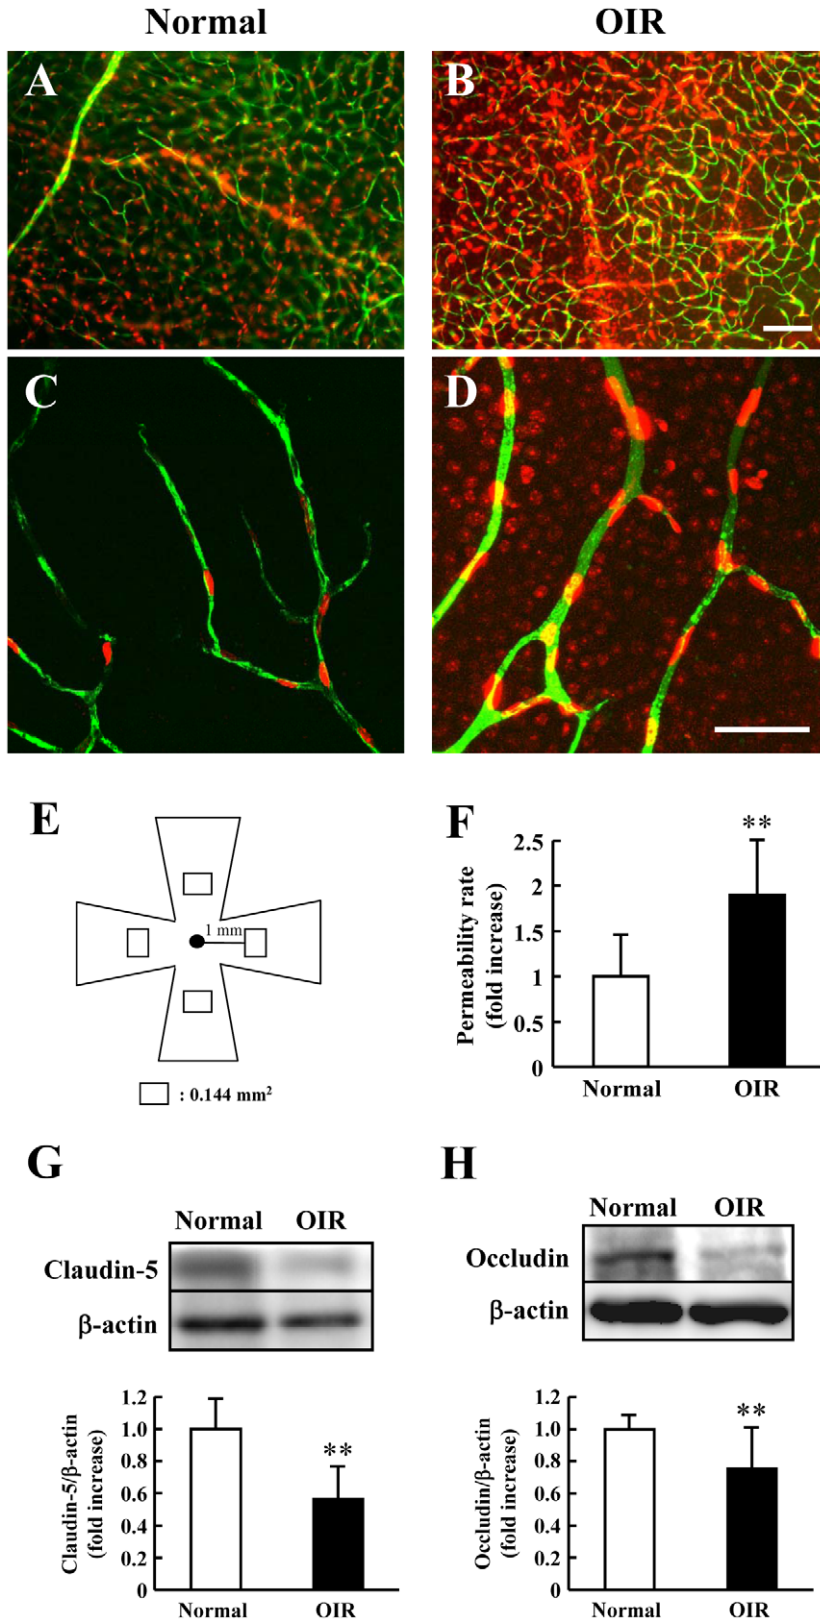 Normal
OIR
A
B
C
D
E
1 mm
: 0.144 mm²
F
**
Permeability rate
(fold increase)
2.5
2
1.5
1
0.5
0
Normal
OIR
G
Normal
OIR
Claudin-5
β-actin
Claudin-5/β-actin
(fold increase)
1.2
1.0
0.8
0.6
0.4
0.2
0
**
Normal
OIR
H
Normal
OIR
Occludin
β-actin
Occludin/β-actin
(fold increase)
1.2
1.0
0.8
0.6
0.4
0.2
0
**
Normal
OIR